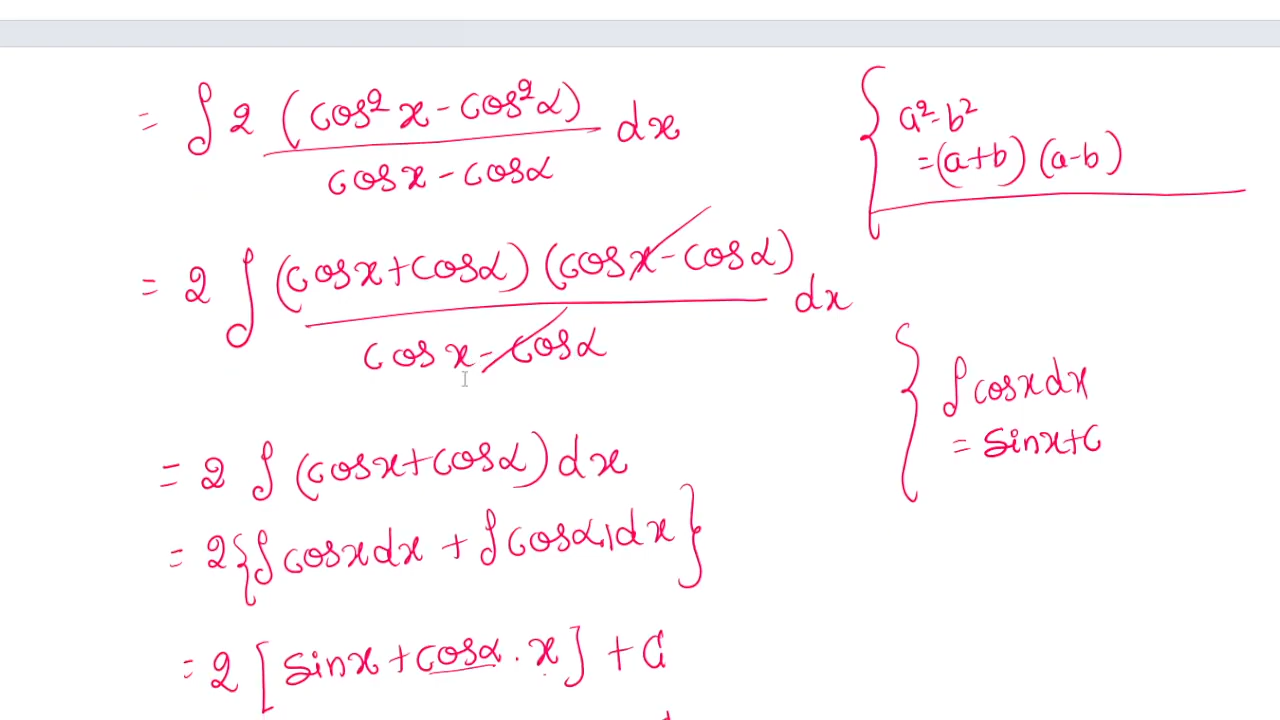 = ∫ 2 (cos²x - cos²α) / cosx - cosα dx
a² - b²
= (a+b) (a-b)
= 2 ∫ (cosx + cosα) (cosx - cosα) / cosx - cosα dx
∫ cosx dx
= sinx + C
= 2 ∫ (cosx + cosα) dx
= 2 {∫ cosx dx + ∫ cosα.1 dx}
= 2 [sinx + cosα . x] + C